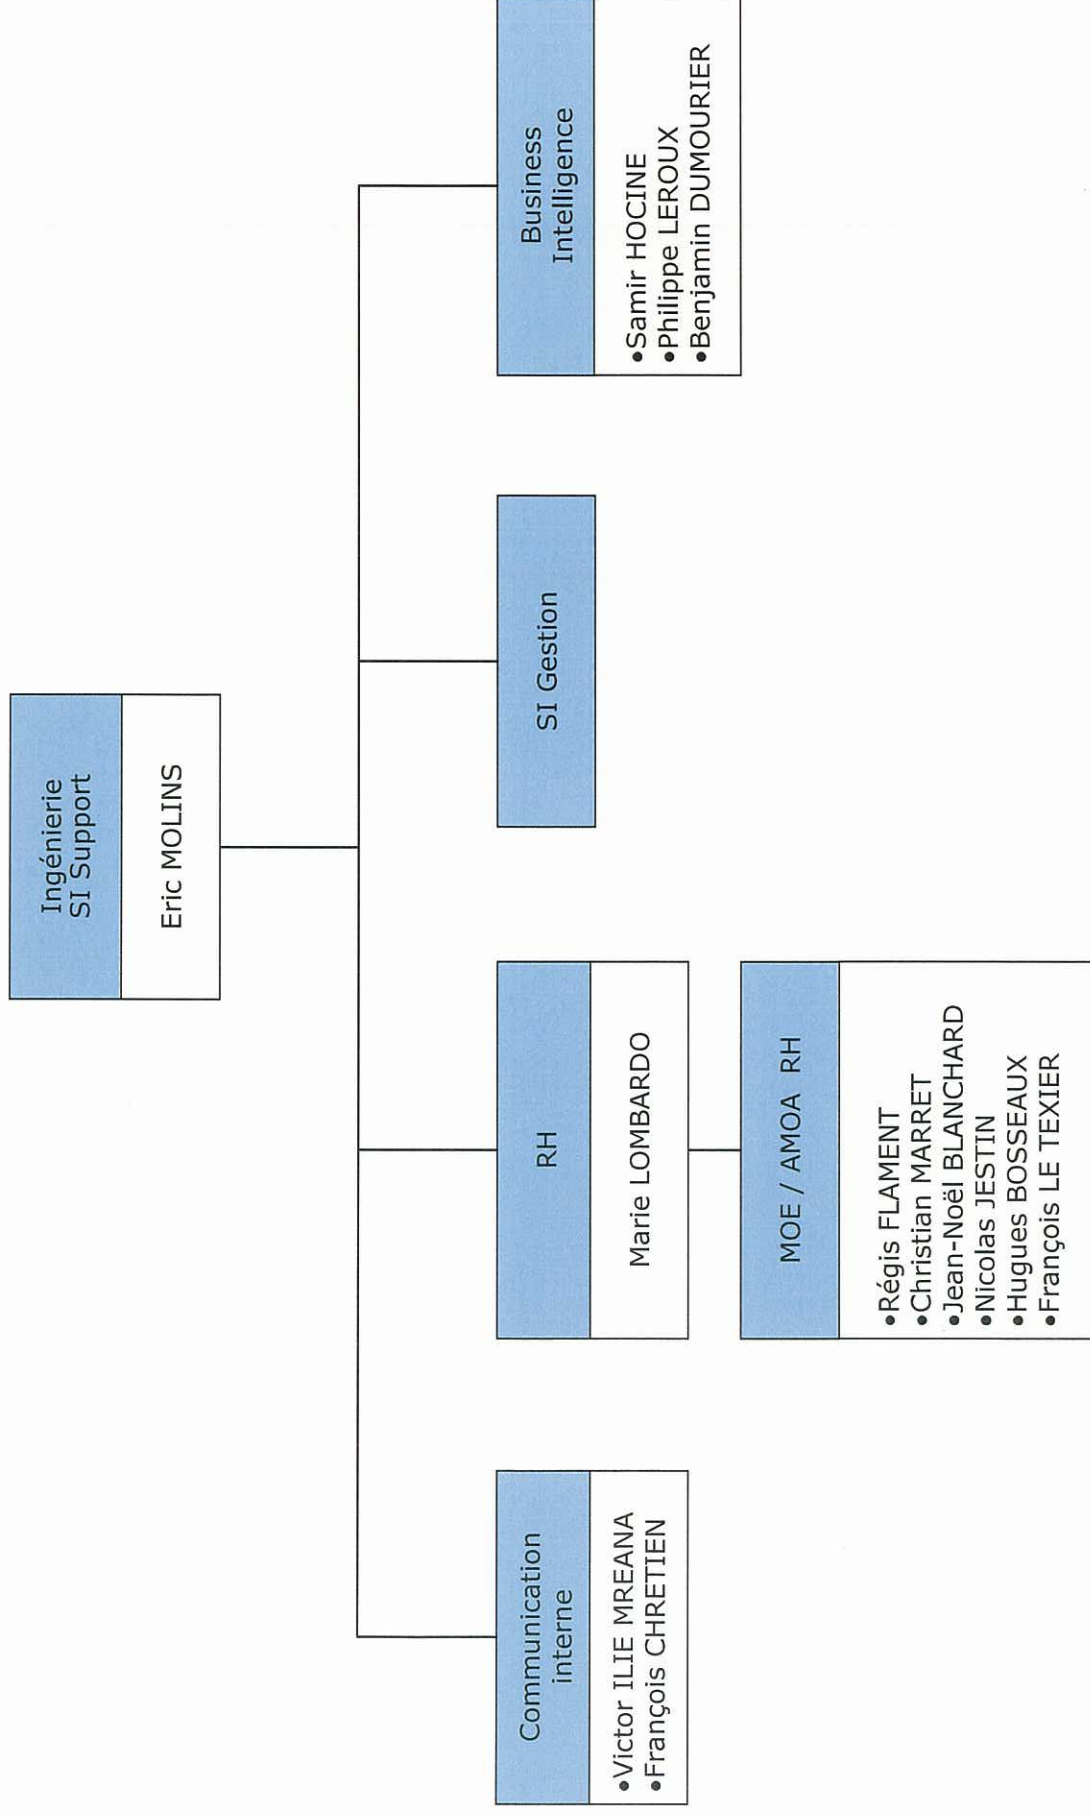 Ingénierie
SI Support
Eric MOLINS
Communication
interne
•Victor ILIE MREANA
•François CHRETIEN
RH
Marie LOMBARDO
MOE / AMOA RH
•Régis FLAMENT
•Christian MARRET
•Jean-Noël BLANCHARD
•Nicolas JESTIN
•Hugues BOSSEAUX
•François LE TEXIER
SI Gestion
Business
Intelligence
•Samir HOCINE
•Philippe LEROUX
•Benjamin DUMOURIER